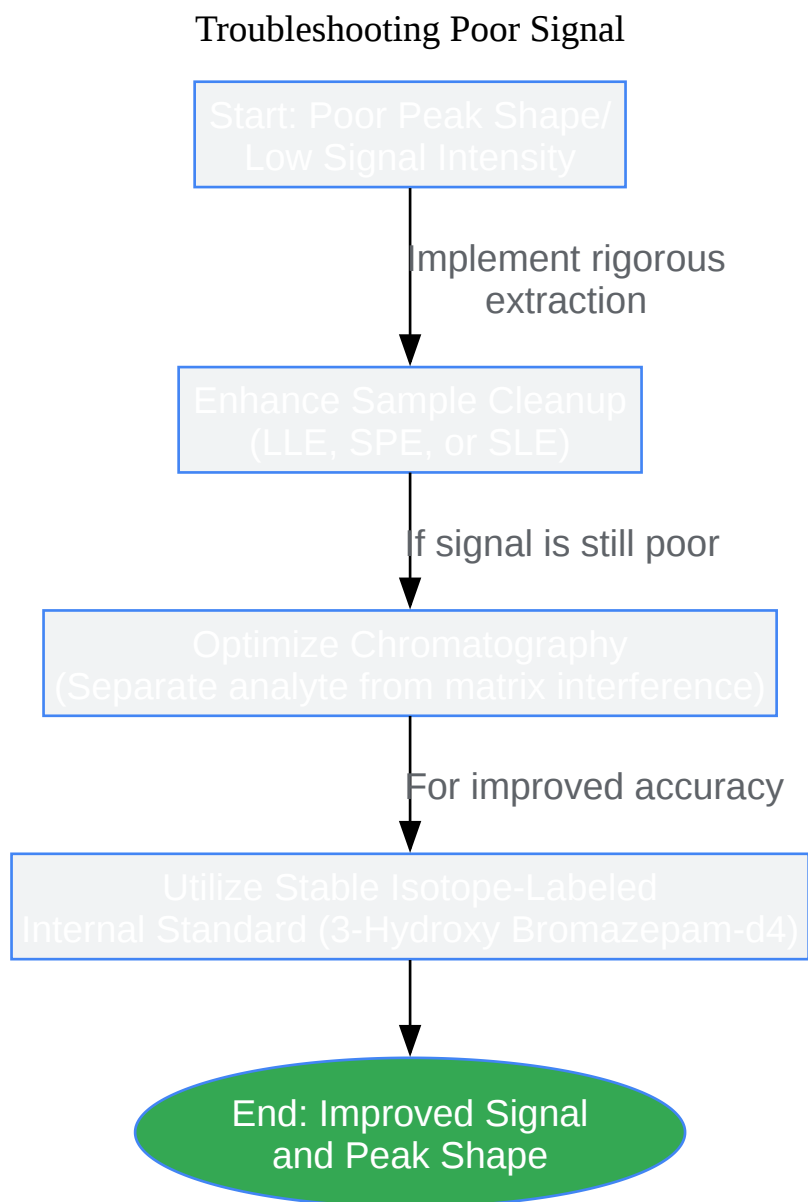 Troubleshooting Poor Signal
Start: Poor Peak Shape/
Low Signal Intensity
Implement rigorous
extraction
Enhance Sample Cleanup
(LLE, SPE, or SLE)
If signal is still poor
Optimize Chromatography
(Separate analyte from matrix interference)
For improved accuracy
Utilize Stable Isotope-Labeled
Internal Standard (3-Hydroxy Bromazepam-d4)
End: Improved Signal
and Peak Shape